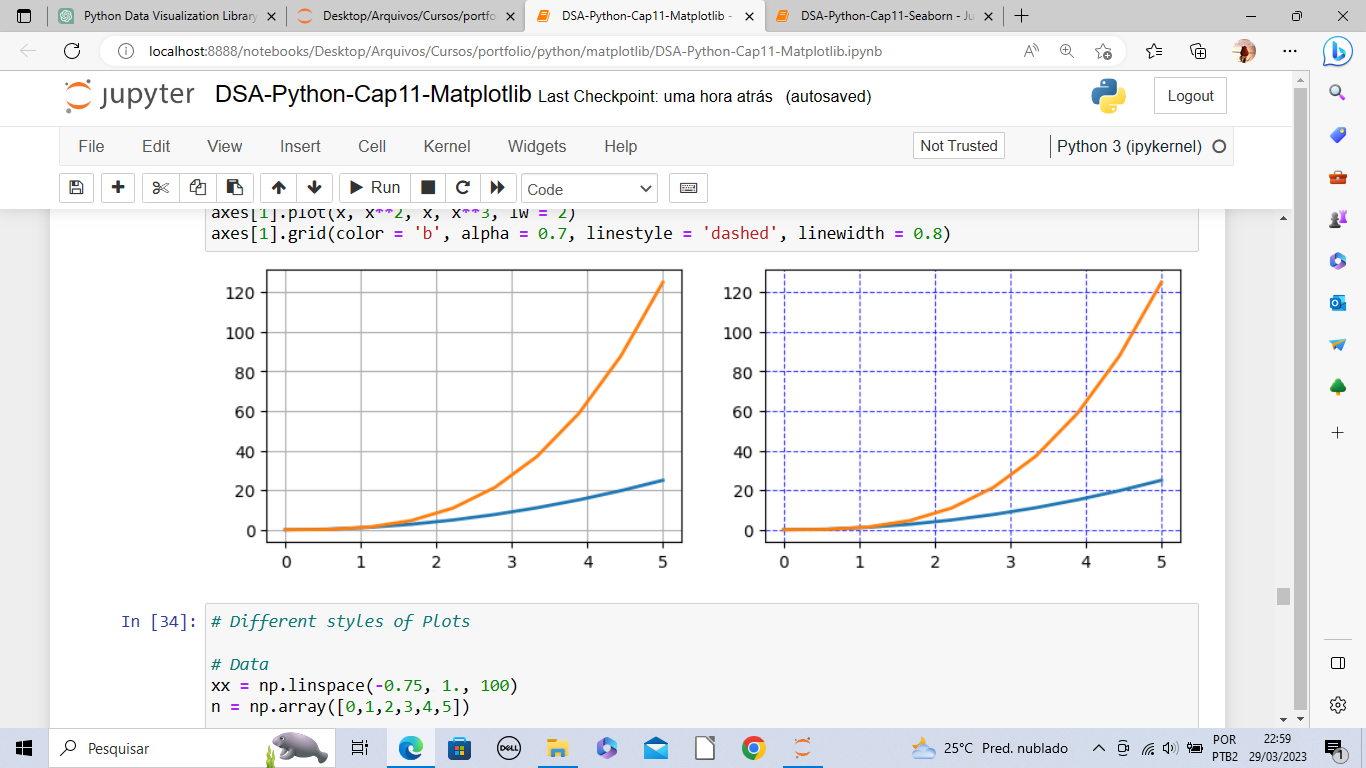 Python Data Visualization Library
Desktop/Arquivos/Cursos/portfo
DSA-Python-Cap11-Matplotlib -
DSA-Python-Cap11-Seaborn - Ju
localhost:8888/notebooks/Desktop/Arquivos/Cursos/portfolio/python/matplotlib/DSA-Python-Cap11-Matplotlib.ipynb
jupyter DSA-Python-Cap11-Matplotlib Last Checkpoint: uma hora atrás (autosaved)
Logout
File Edit View Insert Cell Kernel Widgets Help
Not Trusted
Python 3 (ipykernel)
Run
Code
axes[1].plot(x, x**2, x, x**3, lw = 2)
axes[1].grid(color = 'b', alpha = 0.7, linestyle = 'dashed', linewidth = 0.8)
120
100
80
60
40
20
0
0 1 2 3 4 5
120
100
80
60
40
20
0
0 1 2 3 4 5
In [34]:
# Different styles of Plots
# Data
xx = np.linspace(-0.75, 1., 100)
n = np.array([0,1,2,3,4,5])
Pesquisar
DELL
25°C Pred. nublado
POR
PTB2
22:59
29/03/2023
1